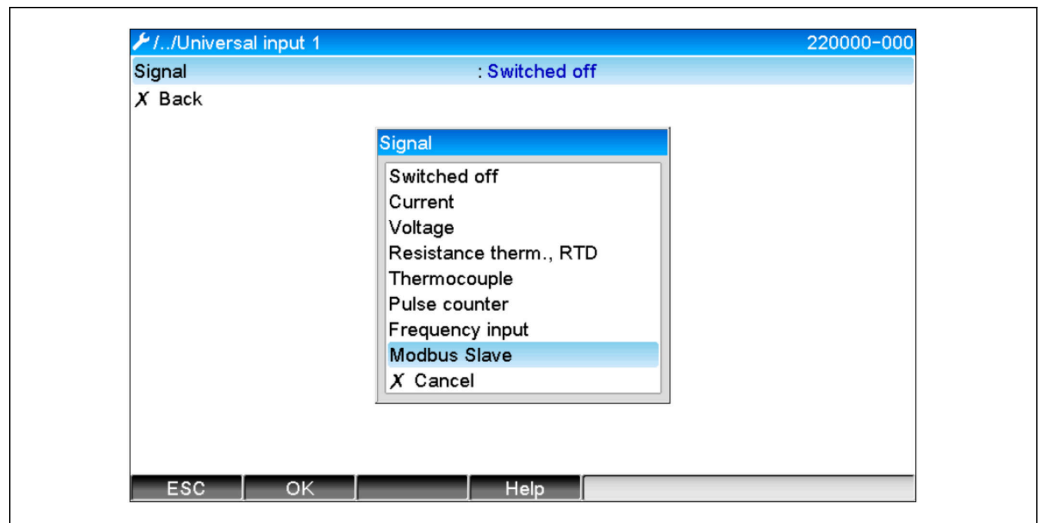 /../Universal input 1 220000-000
Signal : Switched off
X Back
Signal
Switched off
Current
Voltage
Resistance therm., RTD
Thermocouple
Pulse counter
Frequency input
Modbus Slave
X Cancel
ESC OK Help